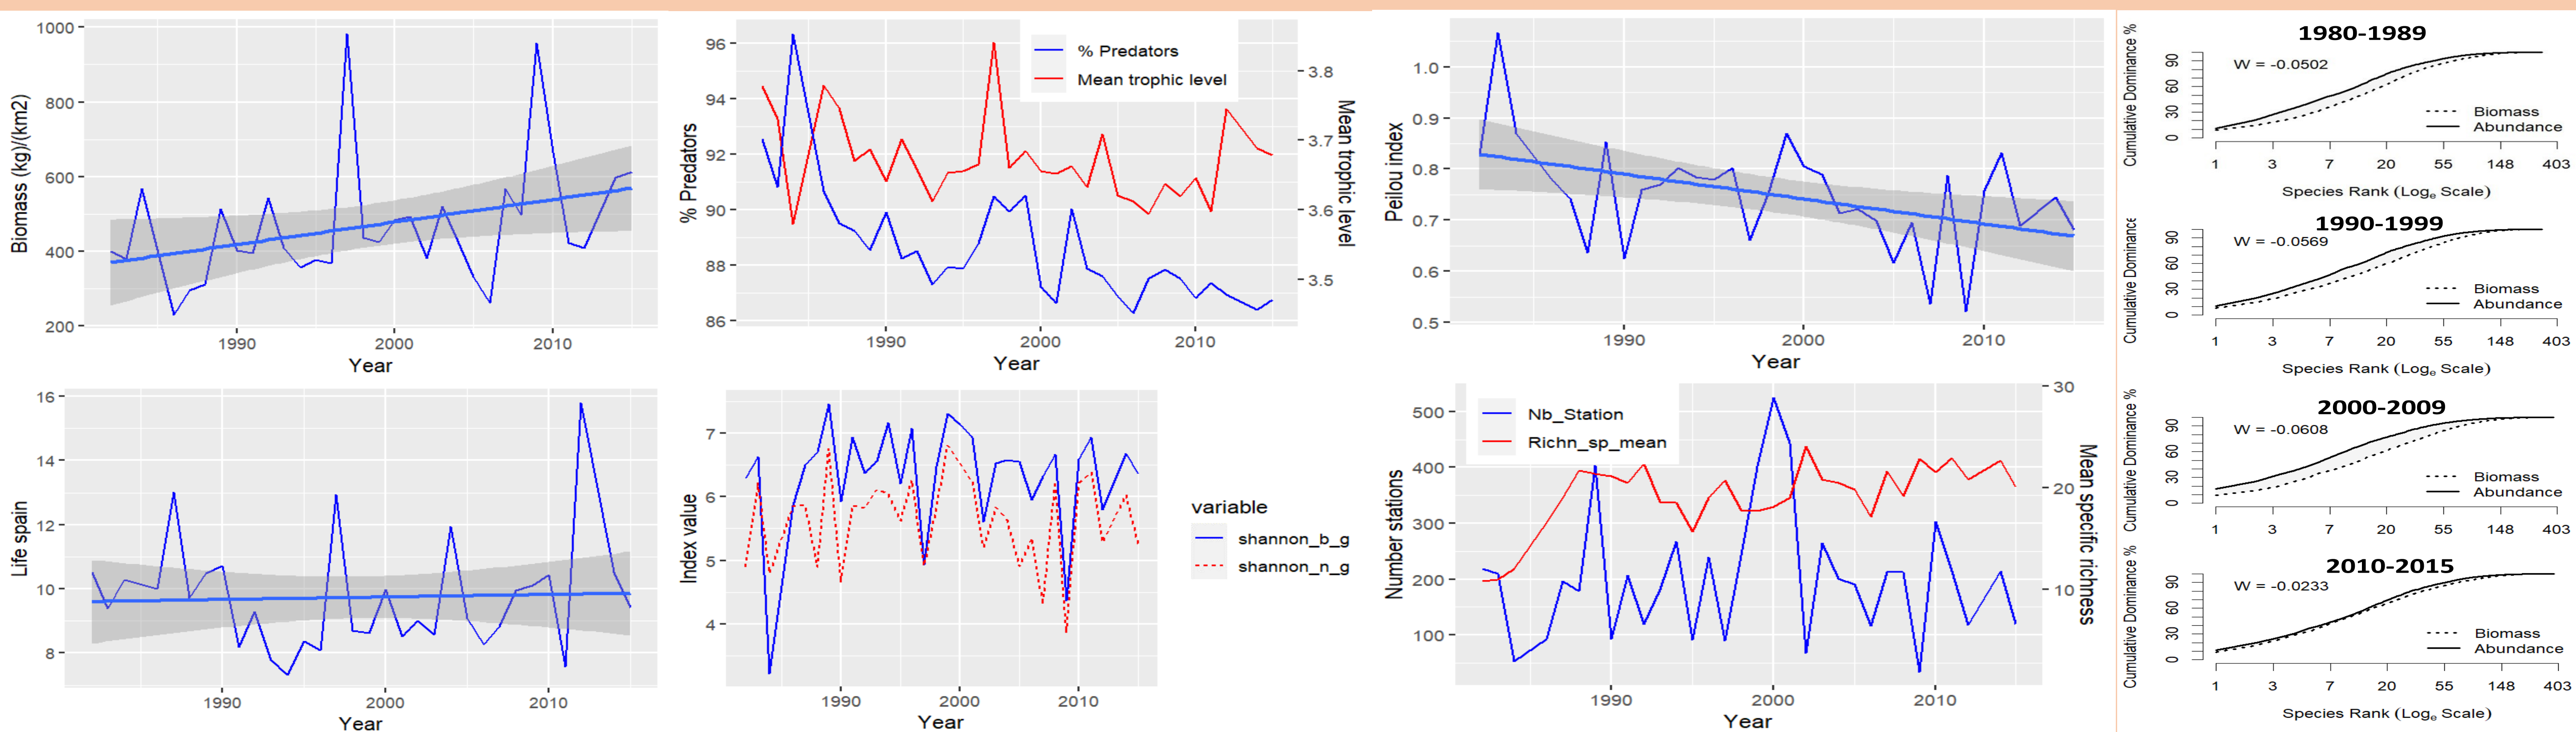 1000
800
600
400
200
Biomass (kg)/(km2)
1990
2000
2010
Year
96
94
92
90
88
86
% Predators
% Predators
Mean trophic level
3.8
3.7
3.6
3.5
Mean trophic level
1990
2000
2010
Year
1.0
0.9
0.8
0.7
0.6
0.5
Peilou index
1990
2000
2010
Year
16
14
12
10
8
Life spain
1990
2000
2010
Year
7
6
5
4
Index value
1990
2000
2010
Year
variable
shannon_b_g
shannon_n_g
500
400
300
200
100
Number stations
Nb_Station
Richn_sp_mean
30
20
10
Mean specific richness
1990
2000
2010
Year
1980-1989
W = -0.0502
Cumulative Dominance %
0 30 60 90
Biomass
Abundance
1 3 7 20 55 148 403
Species Rank (Loge Scale)
1990-1999
W = -0.0569
Cumulative Dominance
0 30 60 90
Biomass
Abundance
1 3 7 20 55 148 403
Species Rank (Loge Scale)
2000-2009
W = -0.0608
Cumulative Dominance %
0 30 60 90
Biomass
Abundance
1 3 7 20 55 148 403
Species Rank (Loge Scale)
2010-2015
W = -0.0233
Cumulative Dominance %
0 30 60 90
Biomass
Abundance
1 3 7 20 55 148 403
Species Rank (Loge Scale)